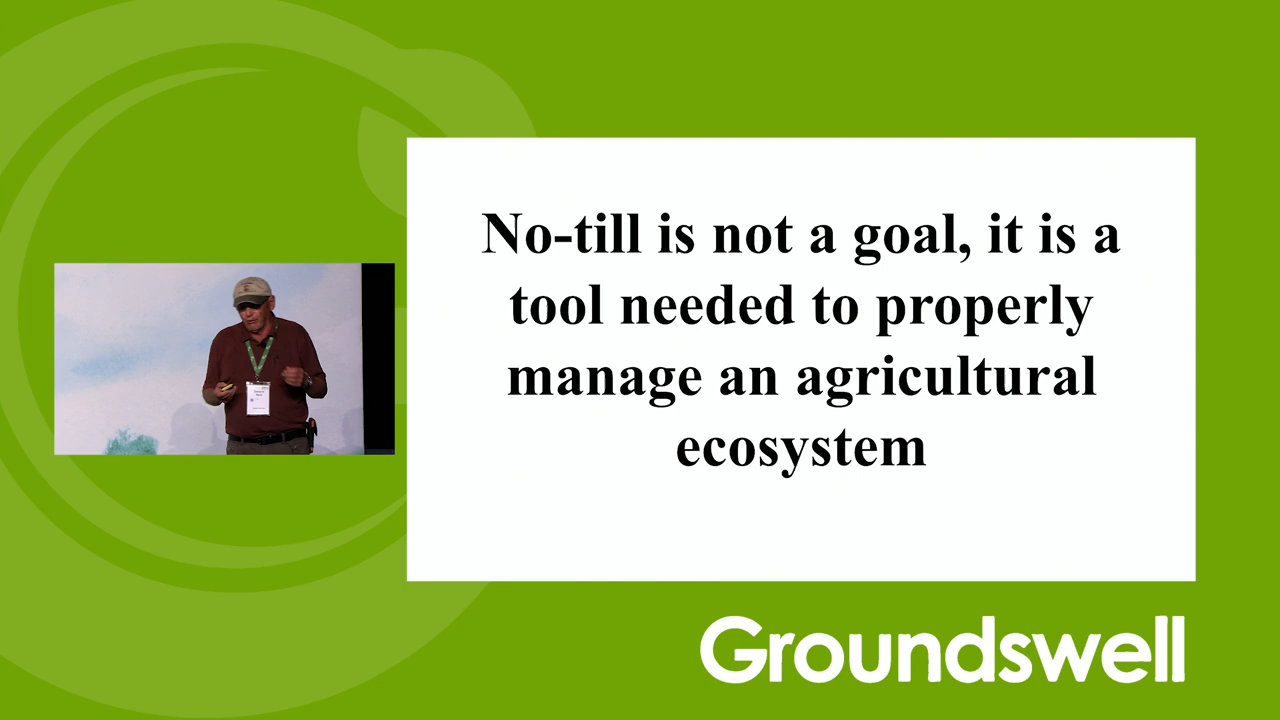 No-till is not a goal, it is a
tool needed to properly
manage an agricultural
ecosystem
Groundswell